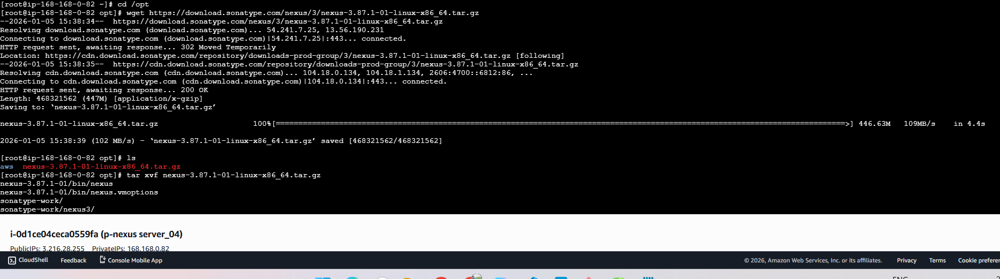 [root@ip-168-168-0-82 ~]# cd /opt
[root@ip-168-168-0-82 opt]# wget https://download.sonatype.com/nexus/3/nexus-3.87.1-01-linux-x86_64.tar.gz
--2026-01-05 15:38:34--  https://download.sonatype.com/nexus/3/nexus-3.87.1-01-linux-x86_64.tar.gz
Resolving download.sonatype.com (download.sonatype.com)... 54.241.7.25, 13.56.190.231
Connecting to download.sonatype.com (download.sonatype.com)|54.241.7.25|:443... connected.
HTTP request sent, awaiting response... 302 Moved Temporarily
Location: https://cdn.download.sonatype.com/repository/downloads-prod-group/3/nexus-3.87.1-01-linux-x86_64.tar.gz [following]
--2026-01-05 15:38:35--  https://cdn.download.sonatype.com/repository/downloads-prod-group/3/nexus-3.87.1-01-linux-x86_64.tar.gz
Resolving cdn.download.sonatype.com (cdn.download.sonatype.com)... 104.18.0.134, 104.18.1.134, 2606:4700::6812:86, ...
Connecting to cdn.download.sonatype.com (cdn.download.sonatype.com)|104.18.0.134|:443... connected.
HTTP request sent, awaiting response... 200 OK
Length: 468321562 (447M) [application/x-gzip]
Saving to: ‘nexus-3.87.1-01-linux-x86_64.tar.gz’
nexus-3.87.1-01-linux-x86_64.tar.gz 100%[=====================================>] 446.63M 109MB/s in 4.4s
2026-01-05 15:38:39 (102 MB/s) - ‘nexus-3.87.1-01-linux-x86_64.tar.gz’ saved [468321562/468321562]
[root@ip-168-168-0-82 opt]# ls
aws  nexus-3.87.1-01-linux-x86_64.tar.gz
[root@ip-168-168-0-82 opt]# tar xvf nexus-3.87.1-01-linux-x86_64.tar.gz
nexus-3.87.1-01/bin/nexus
nexus-3.87.1-01/bin/nexus.vmoptions
sonatype-work/
sonatype-work/nexus3/
i-0d1ce04ceca0559fa (p-nexus server_04)
PublicIPs: 3.216.28.255 PrivateIPs: 168.168.0.82
CloudShell Feedback Console Mobile App © 2026, Amazon Web Services, Inc. or its affiliates. Privacy Terms Cookie
ENG